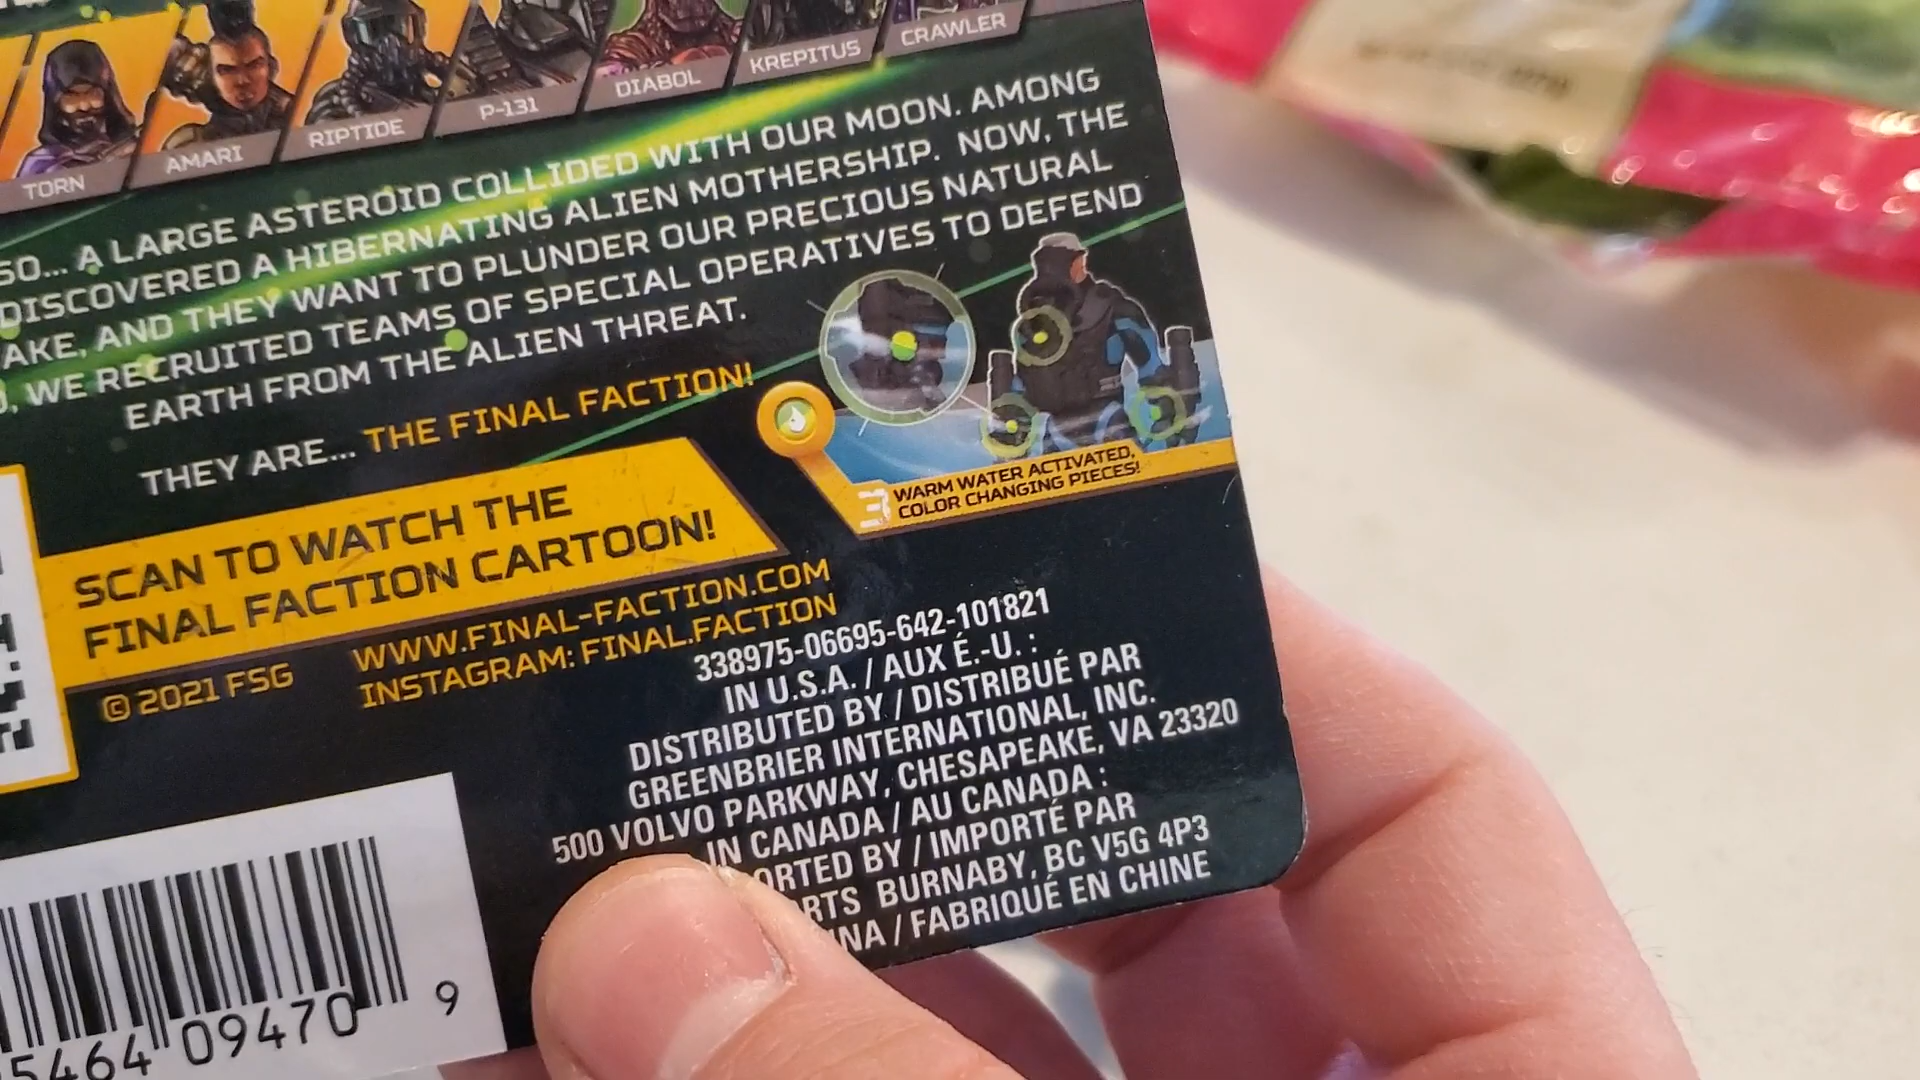 TORN
AMARI
RIPTIDE
P-131
DIABOL
KREPITUS
CRAWLER
SO... A LARGE ASTEROID COLLIDED WITH OUR MOON. AMONG
DISCOVERED A HIBERNATING ALIEN MOTHERSHIP. NOW, THE
AKE, AND THEY WANT TO PLUNDER OUR PRECIOUS NATURAL
, WE RECRUITED TEAMS OF SPECIAL OPERATIVES TO DEFEND
EARTH FROM THE ALIEN THREAT.
THEY ARE... THE FINAL FACTION!
3 WARM WATER ACTIVATED,
COLOR CHANGING PIECES!
SCAN TO WATCH THE
FINAL FACTION CARTOON!
WWW.FINAL-FACTION.COM
INSTAGRAM: FINAL.FACTION
© 2021 FSG
338975-06695-642-101821
IN U.S.A. / AUX É.-U. :
DISTRIBUTED BY / DISTRIBUÉ PAR
GREENBRIER INTERNATIONAL, INC.
500 VOLVO PARKWAY, CHESAPEAKE, VA 23320
IN CANADA / AU CANADA :
ORTED BY / IMPORTÉ PAR
RTS BURNABY, BC V5G 4P3
INA / FABRIQUÉ EN CHINE
5464 09470 9